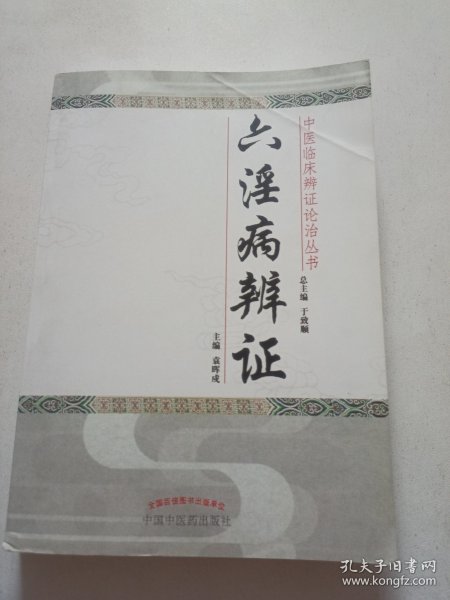 中医临床辨证论治丛书
总主编 于致顺
六淫病辨证
主编 袁晖戍
全国百佳图书出版单位
中国中医药出版社
孔夫子旧书网
www.kongfz.com